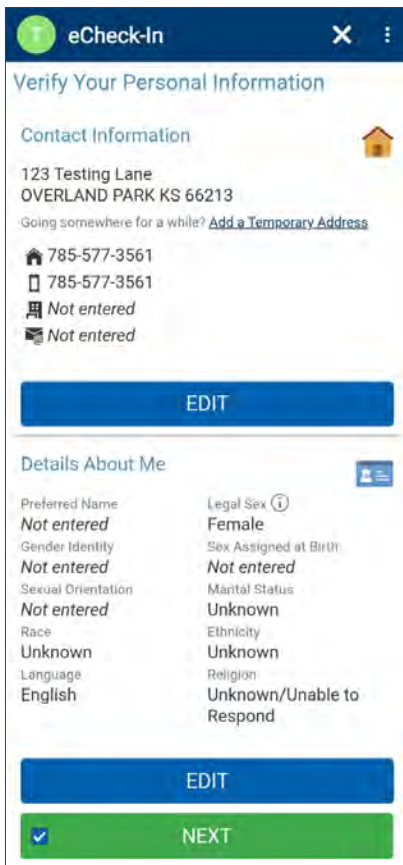 T eCheck-In
Verify Your Personal Information
Contact Information
123 Testing Lane
OVERLAND PARK KS 66213
Going somewhere for a while? Add a Temporary Address
785-577-3561
785-577-3561
Not entered
Not entered
EDIT
Details About Me
Preferred Name
Not entered
Legal Sex
Female
Gender Identity
Not entered
Sex Assigned at Birth
Not entered
Sexual Orientation
Not entered
Marital Status
Unknown
Race
Unknown
Ethnicity
Unknown
Language
English
Religion
Unknown/Unable to
Respond
EDIT
NEXT